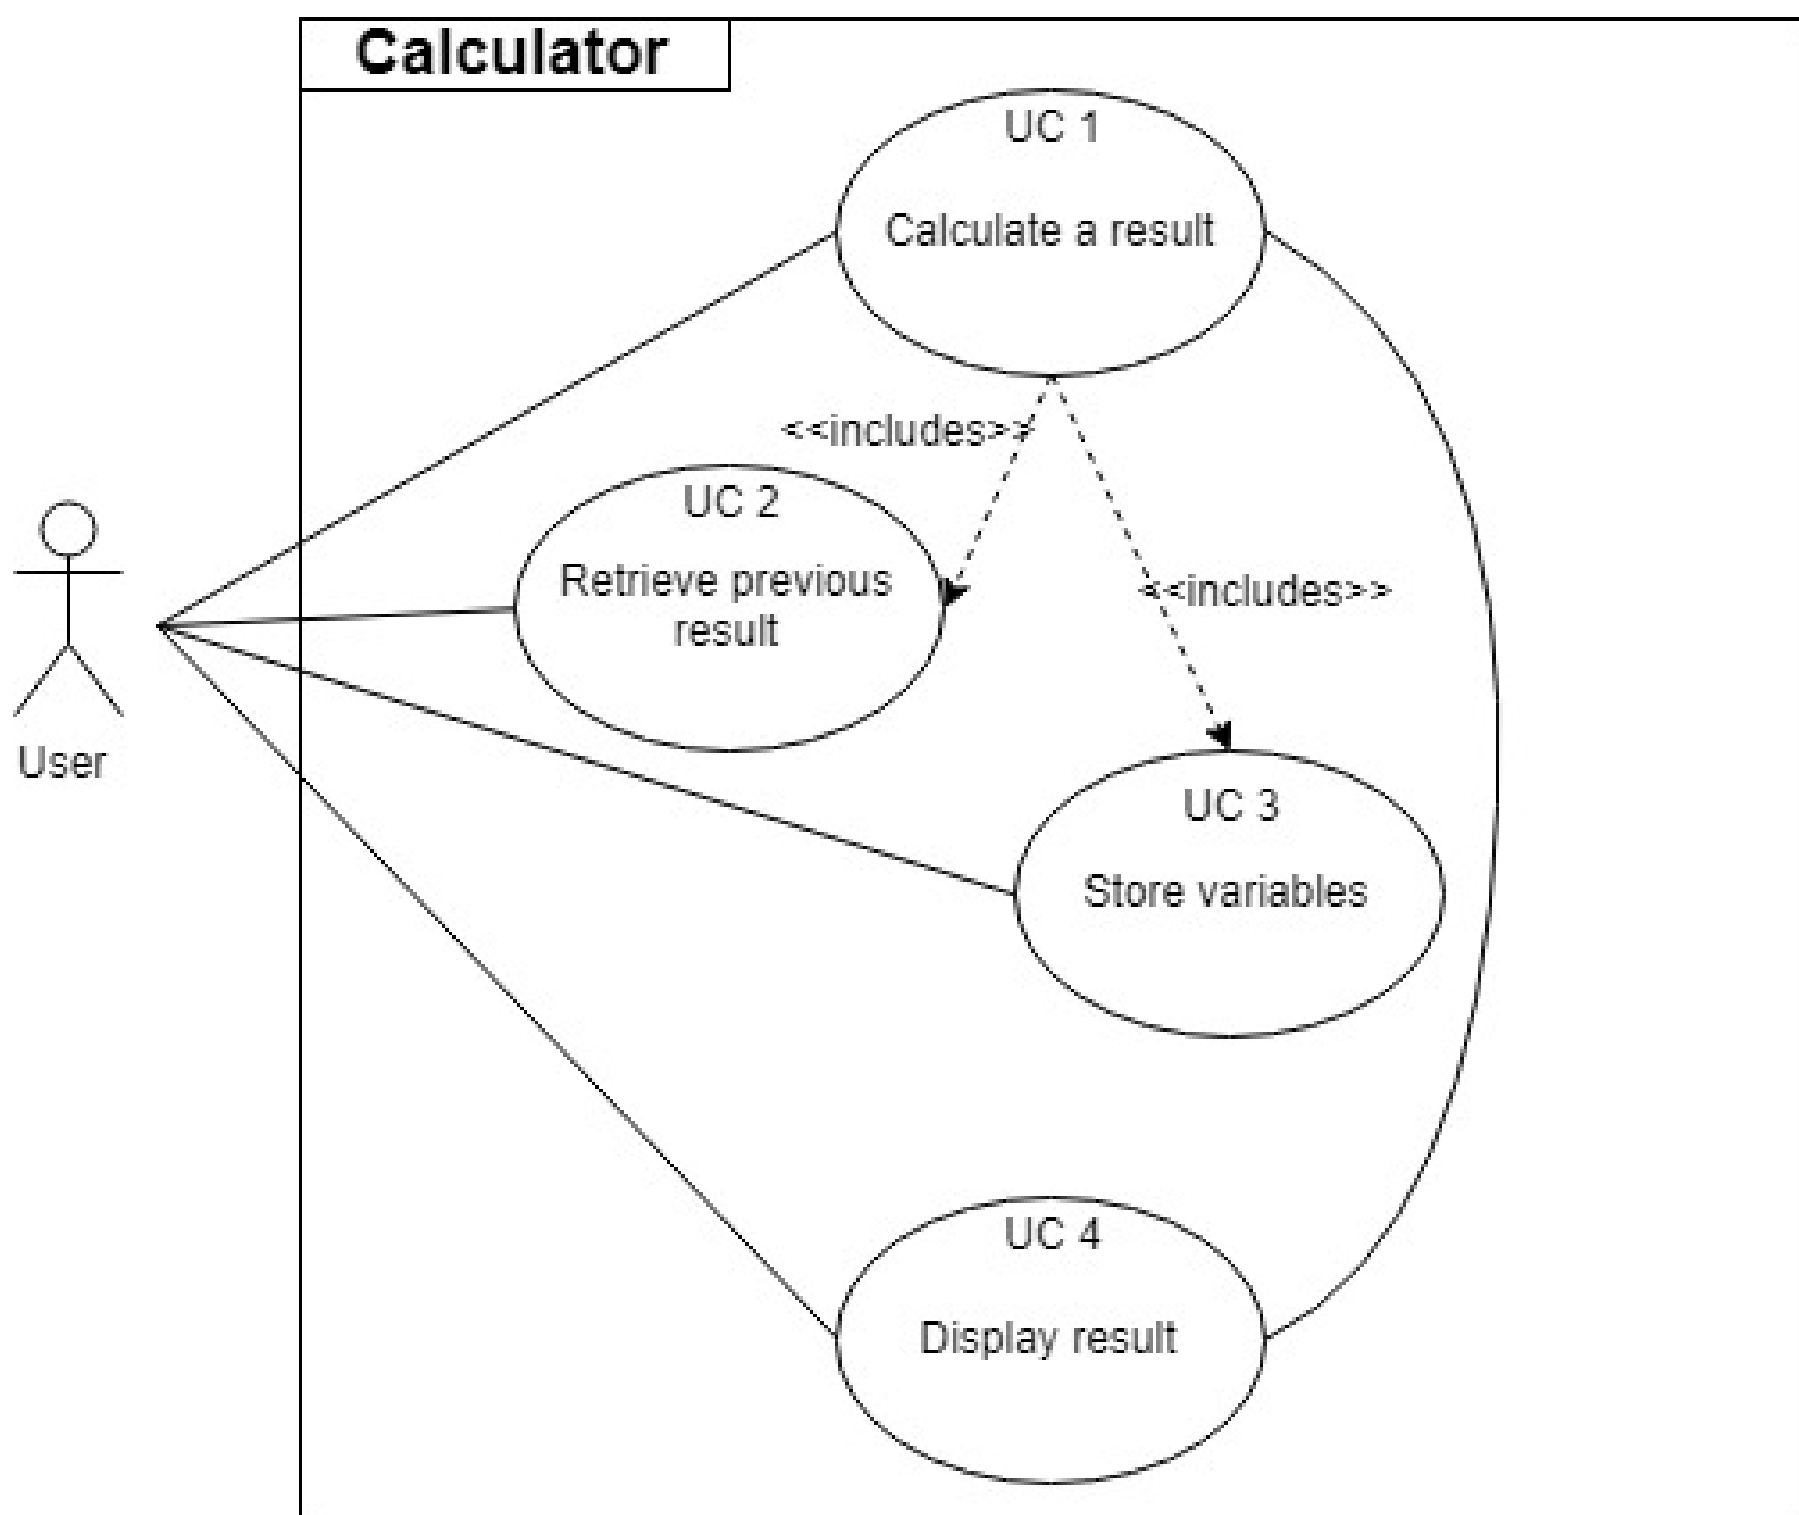 Calculator
UC 1
Calculate a result
<<includes>>
UC 2
Retrieve previous
result
<<includes>>
User
UC 3
Store variables
UC 4
Display result